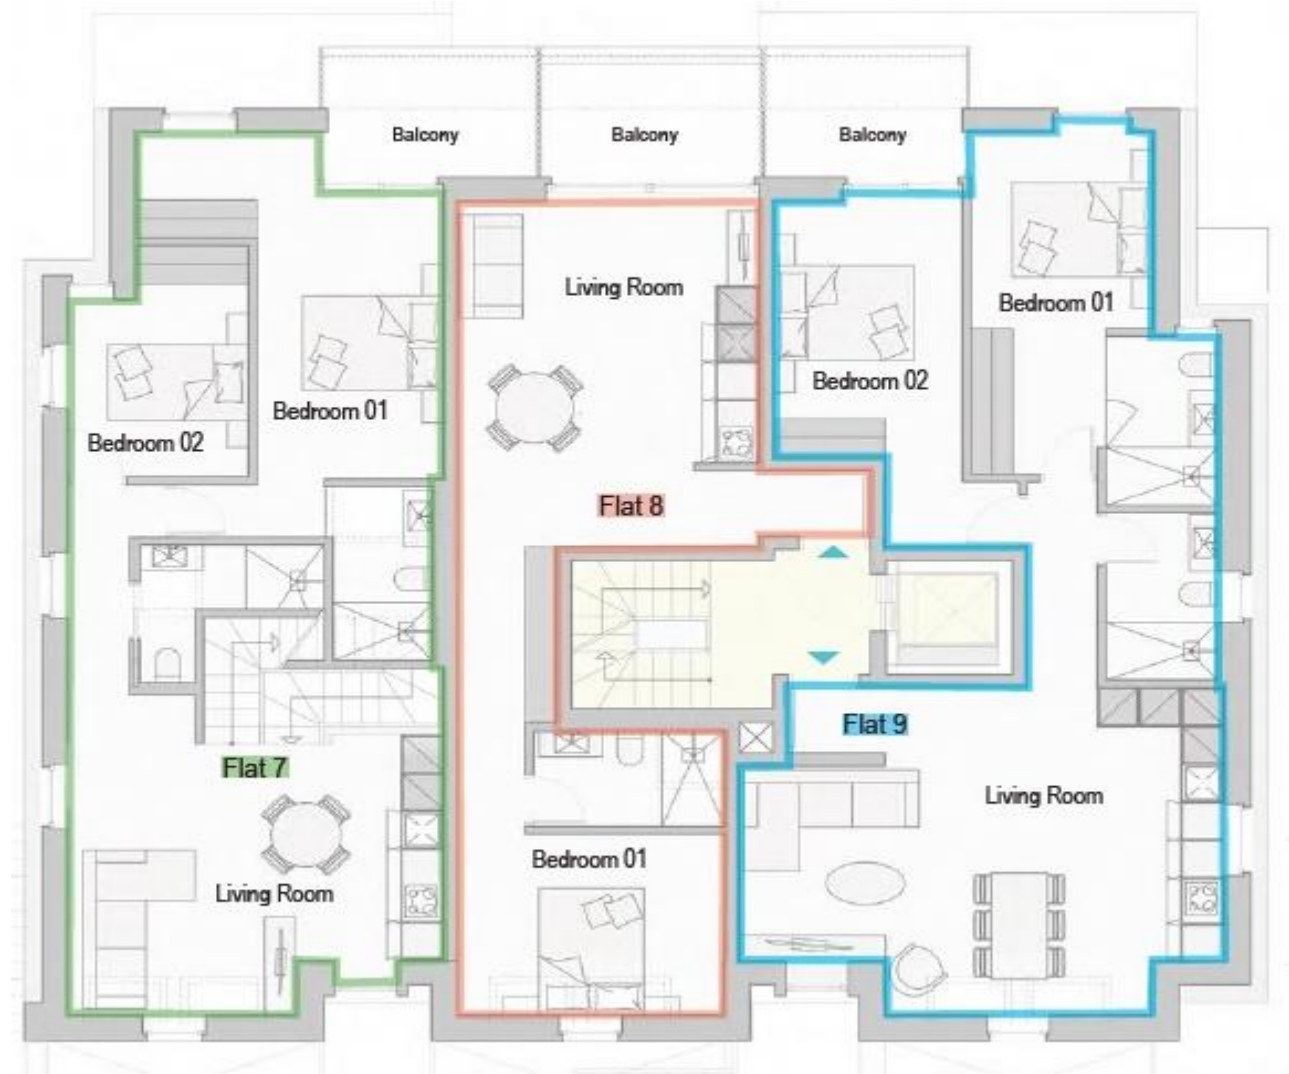 Balcony
Balcony
Balcony
Living Room
Bedroom 01
Bedroom 02
Bedroom 01
Bedroom 02
Flat 8
Flat 9
Flat 7
Living Room
Bedroom 01
Living Room